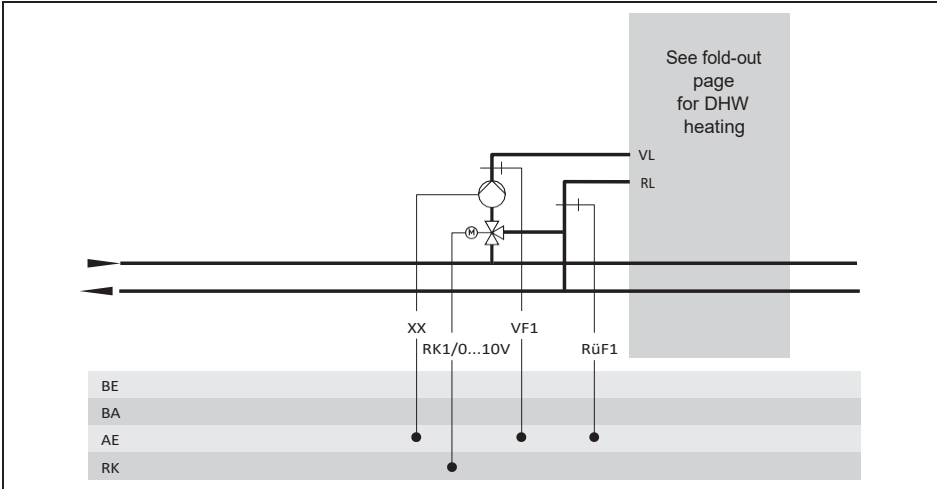 See fold-out
page
for DHW
heating
VL
RL
M
XX
VF1
RK1/0...10V
RüF1
BE
BA
AE
RK